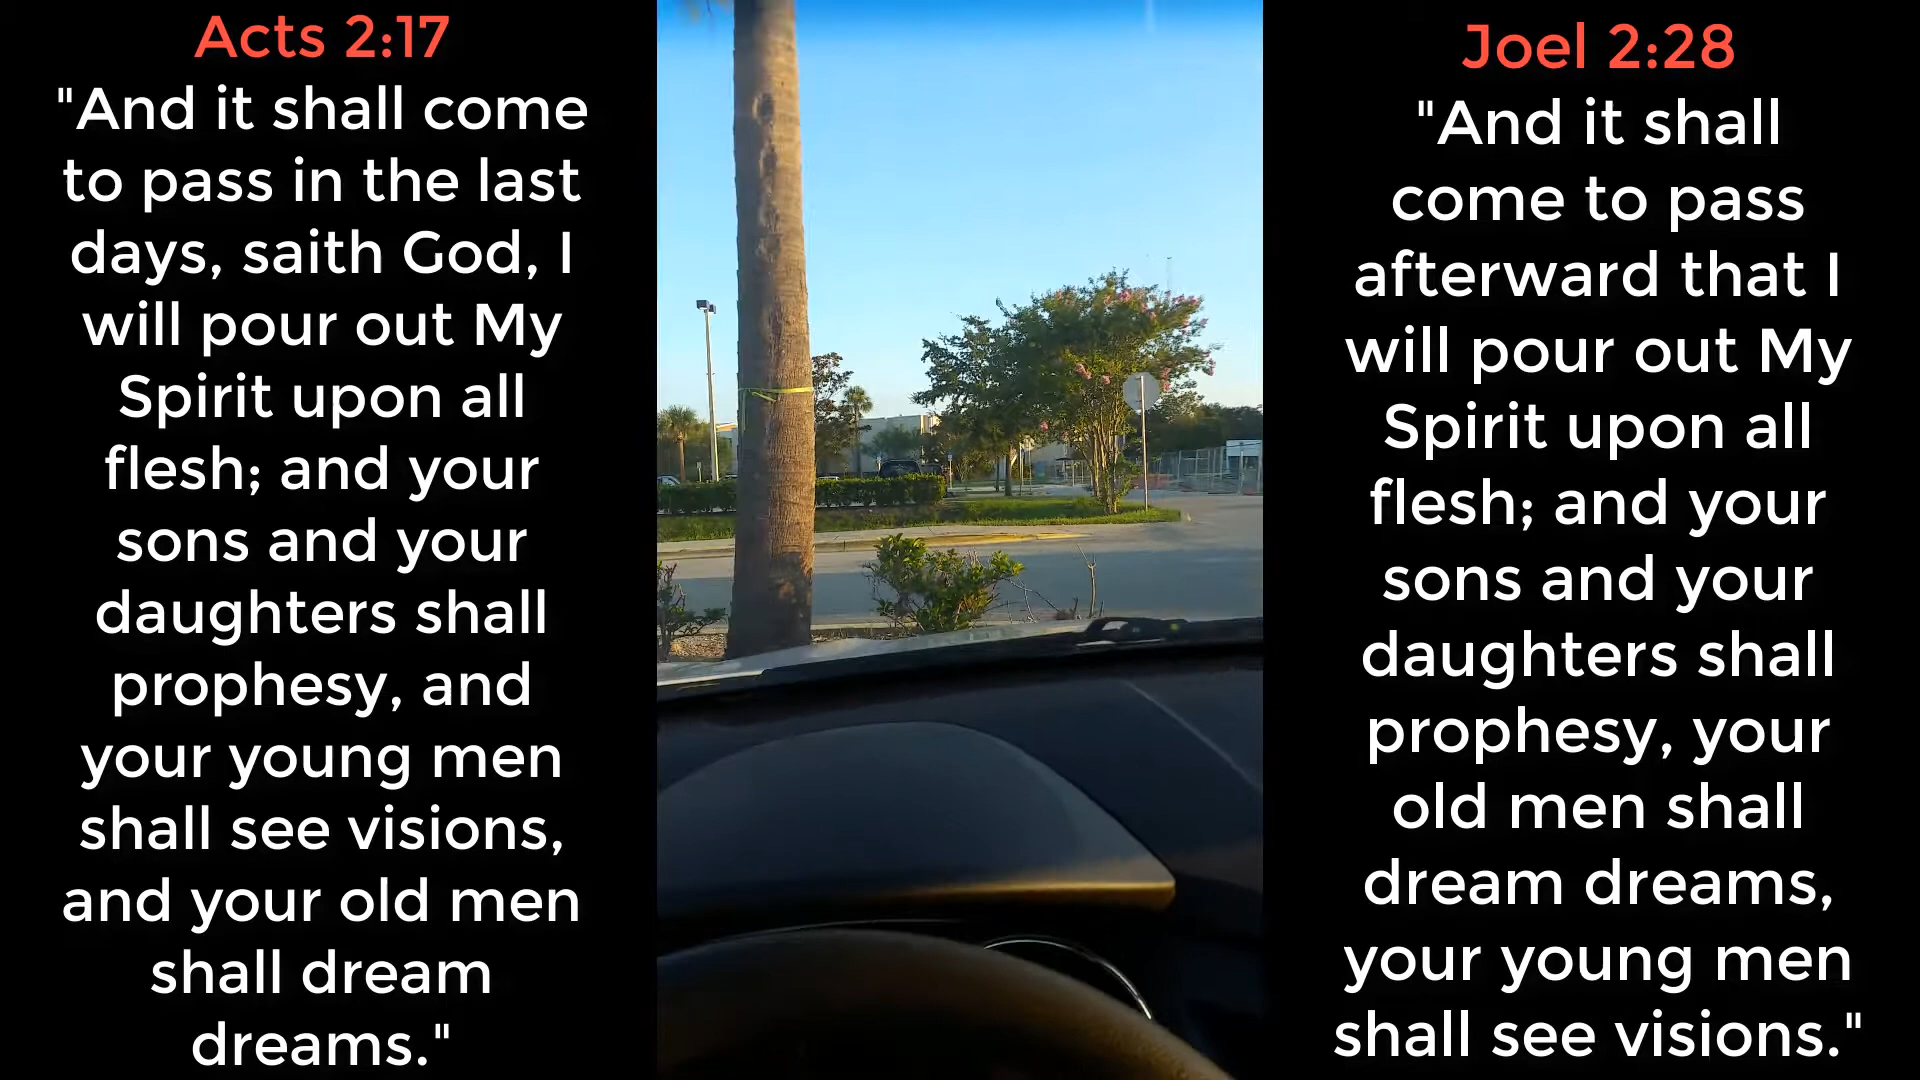 Acts 2:17
"And it shall come
to pass in the last
days, saith God, I
will pour out My
Spirit upon all
flesh; and your
sons and your
daughters shall
prophesy, and
your young men
shall see visions,
and your old men
shall dream
dreams."
Joel 2:28
"And it shall
come to pass
afterward that I
will pour out My
Spirit upon all
flesh; and your
sons and your
daughters shall
prophesy, your
old men shall
dream dreams,
your young men
shall see visions."